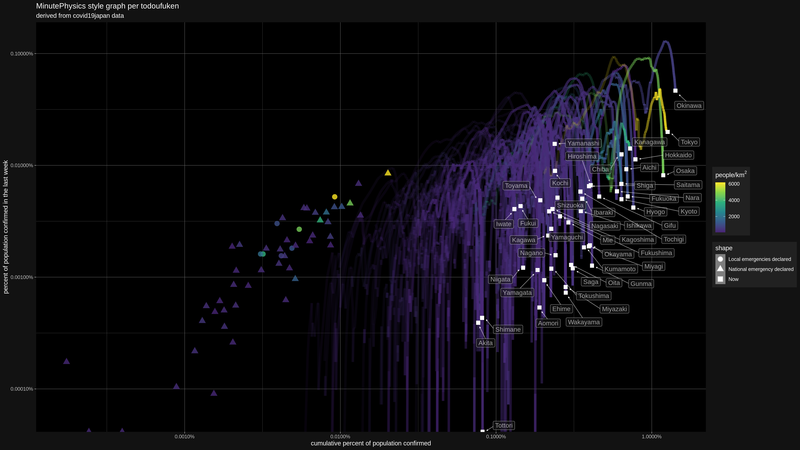 MinutePhysics style graph per todoufuken
derived from covid19japan data
percent of population confirmed in the last week
0.10000%
0.01000%
0.00100%
0.00010%
Okinawa
Tokyo
Kanagawa
Yamanashi
Hokkaido
Hiroshima
Aichi
Chiba
Osaka
Kochi
Toyama
Shiga
Saitama
Fukuoka
Nara
Shizuoka
Ibaraki
Hyogo
Kyoto
Iwate
Fukui
Nagasaki
Ishikawa
Gifu
Kagawa
Yamaguchi
Mie
Kagoshima
Tochigi
Nagano
Okayama
Fukushima
Kumamoto
Miyagi
Niigata
Saga
Oita
Gunma
Yamagata
Tokushima
Ehime
Miyazaki
Aomori
Wakayama
Shimane
Akita
Tottori
0.0010%
0.0100%
0.1000%
1.0000%
cumulative percent of population confirmed
people/km²
6000
4000
2000
shape
Local emergencies declared
National emergency declared
Now